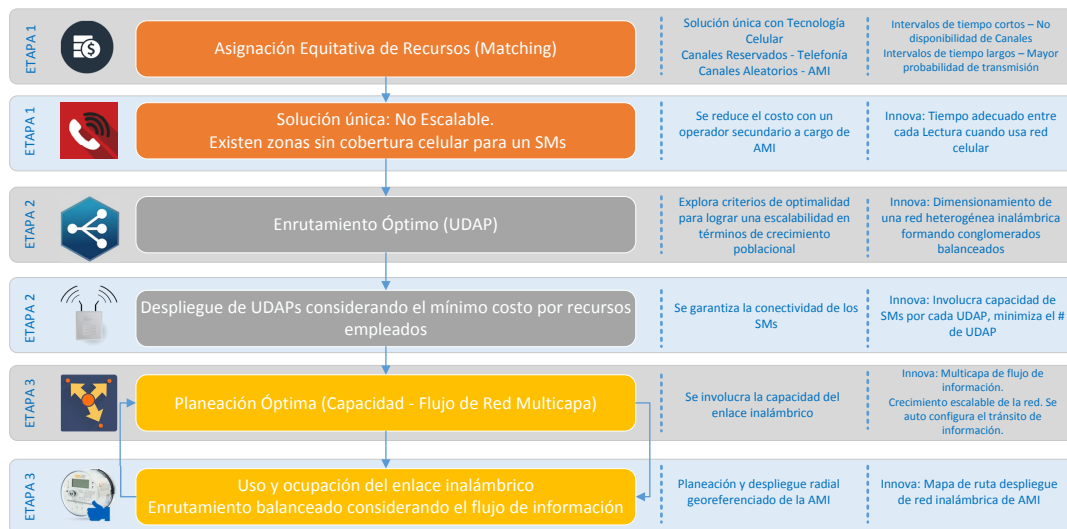 ETAPA 1
Asignación Equitativa de Recursos (Matching)
Solución única con Tecnología
Celular
Canales Reservados - Telefonía
Canales Aleatorios - AMI
Intervalos de tiempo cortos – No
disponibilidad de Canales
Intervalos de tiempo largos – Mayor
probabilidad de transmisión
ETAPA 1
Solución única: No Escalable.
Existen zonas sin cobertura celular para un SMs
Se reduce el costo con un
operador secundario a cargo de
AMI
Innova: Tiempo adecuado entre
cada Lectura cuando usa red
celular
ETAPA 2
Enrutamiento Óptimo (UDAP)
Explora criterios de optimalidad
para lograr una escalabilidad en
términos de crecimiento
poblacional
Innova: Dimensionamiento de
una red heterogénea inalámbrica
formando conglomerados
balanceados
ETAPA 2
Despliegue de UDAPs considerando el mínimo costo por recursos
empleados
Se garantiza la conectividad de los
SMs
Innova: Involucra capacidad de
SMs por cada UDAP, minimiza el #
de UDAP
ETAPA 3
Planeación Óptima (Capacidad - Flujo de Red Multicapa)
Se involucra la capacidad del
enlace inalámbrico
Innova: Multicapa de flujo de
información.
Crecimiento escalable de la red. Se
auto configura el tránsito de
información.
ETAPA 3
Uso y ocupación del enlace inalámbrico
Enrutamiento balanceado considerando el flujo de información
Planeación y despliegue radial
georeferenciado de la AMI
Innova: Mapa de ruta despliegue
de red inalámbrica de AMI